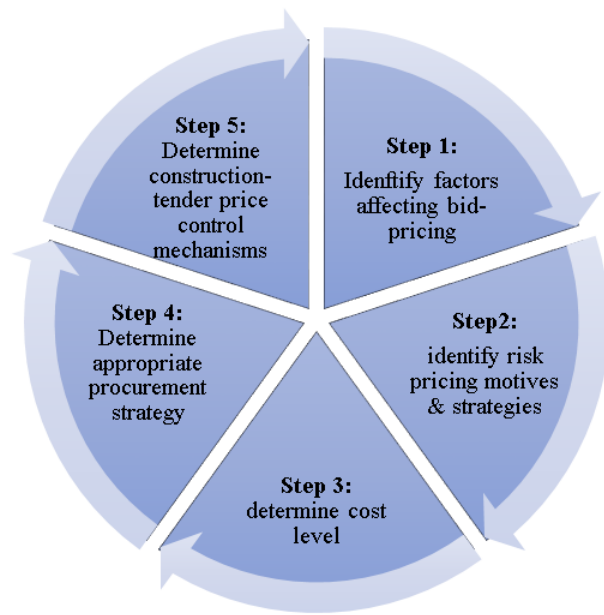 Step 1:
Idenftify factors
affecting bid-
pricing
Step2:
identify risk
pricing motives
& strategies
Step 3:
determine cost
level
Step 4:
Determine
appropriate
procurement
strategy
Step 5:
Determine
construction-
tender price
control
mechanisms